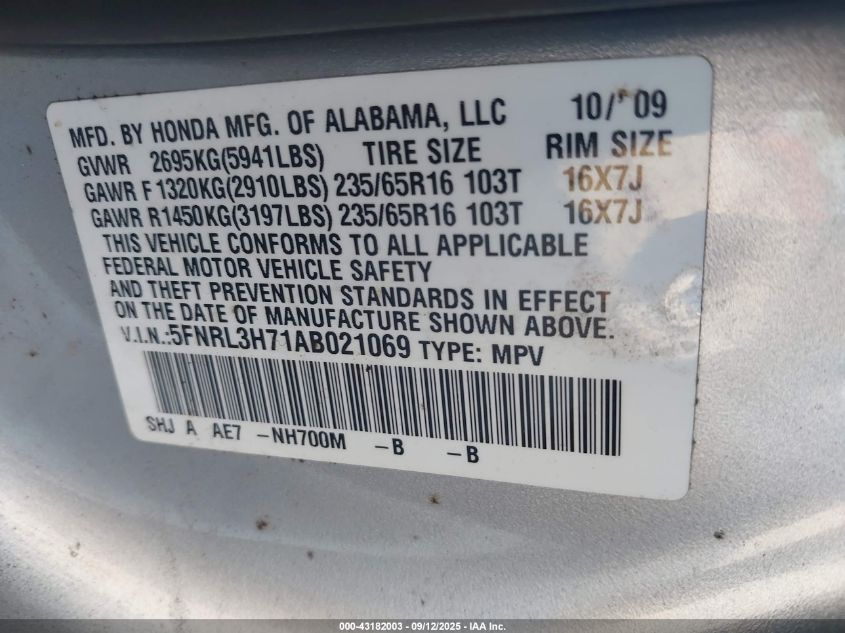 MFD. BY HONDA MFG. OF ALABAMA, LLC 10/'09
GVWR 2695KG(5941LBS) TIRE SIZE RIM SIZE
GAWR F 1320KG(2910LBS) 235/65R16 103T 16X7J
GAWR R1450KG(3197LBS) 235/65R16 103T 16X7J
THIS VEHICLE CONFORMS TO ALL APPLICABLE
FEDERAL MOTOR VEHICLE SAFETY
AND THEFT PREVENTION STANDARDS IN EFFECT
ON THE DATE OF MANUFACTURE SHOWN ABOVE.
V.I.N.:5FNRL3H71AB021069 TYPE: MPV
SHJ A AE7 -NH700M -B -B
000-43182003 - 09/12/2025 - IAA Inc.